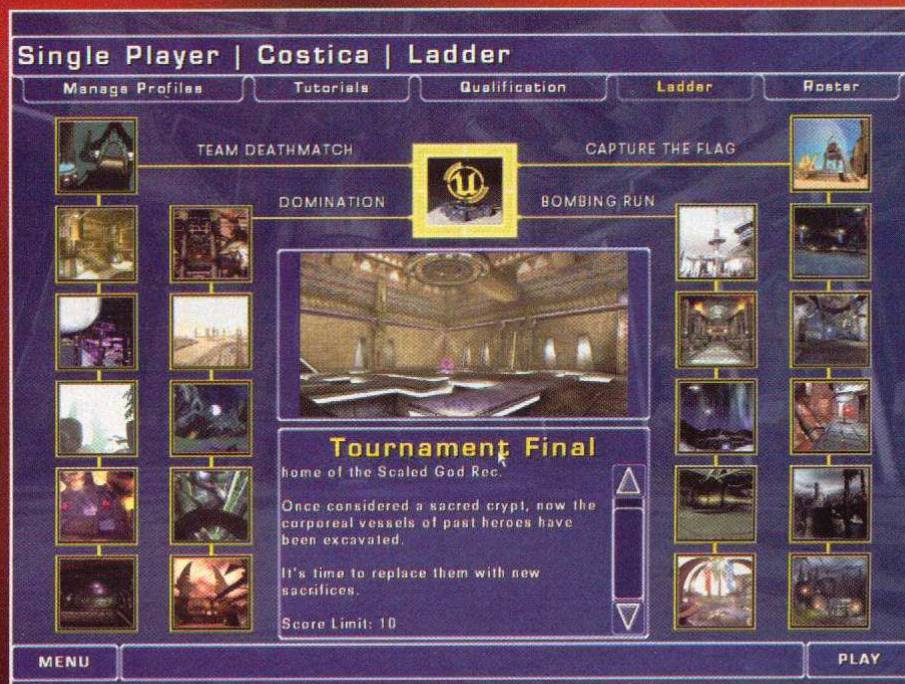 Single Player | Costica | Ladder
Manage Profiles
Tutorials
Qualification
Ladder
Roster
TEAM DEATHMATCH
CAPTURE THE FLAG
DOMINATION
BOMBING RUN
Tournament Final
home of the Scaled God Rec.
Once considered a sacred crypt, now the
corporeal vessels of past heroes have
been excavated.
It's time to replace them with new
sacrifices.
Score Limit: 10
MENU
PLAY